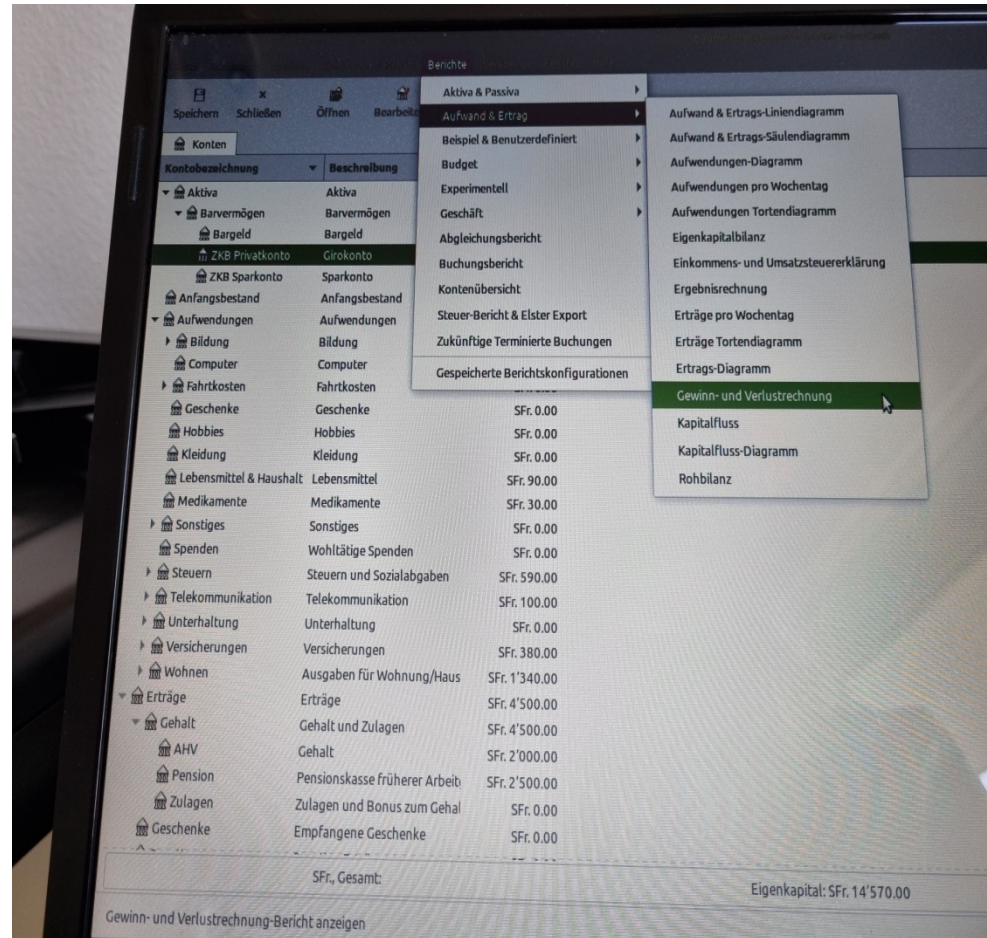 Berichte
Speichern
Schließen
Öffnen
Konten
Kontobezeichnung
Beschreibung
Aktiva Aktiva
Barvermögen Barvermögen
Bargeld Bargeld
ZKB Privatkonto Girokonto
ZKB Sparkonto Sparkonto
Anfangsbestand Anfangsbestand
Aufwendungen Aufwendungen
Bildung Bildung
Computer Computer
Fahrtkosten Fahrtkosten
Geschenke Geschenke SFr. 0.00
Hobbies Hobbies SFr. 0.00
Kleidung Kleidung SFr. 0.00
Lebensmittel & Haushalt Lebensmittel SFr. 90.00
Medikamente Medikamente SFr. 30.00
Sonstiges Sonstiges SFr. 0.00
Spenden Wohltätige Spenden SFr. 0.00
Steuern Steuern und Sozialabgaben SFr. 590.00
Telekommunikation Telekommunikation SFr. 100.00
Unterhaltung Unterhaltung SFr. 0.00
Versicherungen Versicherungen SFr. 380.00
Wohnen Ausgaben für Wohnung/Haus SFr. 1'340.00
Erträge Erträge SFr. 4'500.00
Gehalt Gehalt und Zulagen SFr. 4'500.00
AHV Gehalt SFr. 2'000.00
Pension Pensionskasse früherer Arbeit SFr. 2'500.00
Zulagen Zulagen und Bonus zum Gehal SFr. 0.00
Geschenke Empfangene Geschenke SFr. 0.00
Aktiva & Passiva
Aufwand & Ertrag
Beispiel & Benutzerdefiniert
Budget
Experimentell
Geschäft
Abgleichungsbericht
Buchungsbericht
Kontenübersicht
Steuer-Bericht & Elster Export
Zukünftige Terminierte Buchungen
Gespeicherte Berichtskonfigurationen
Aufwand & Ertrags-Liniendiagramm
Aufwand & Ertrags-Säulendiagramm
Aufwendungen-Diagramm
Aufwendungen pro Wochentag
Aufwendungen Tortendiagramm
Eigenkapitalbilanz
Einkommens- und Umsatzsteuererklärung
Ergebnisrechnung
Erträge pro Wochentag
Erträge Tortendiagramm
Ertrags-Diagramm
Gewinn- und Verlustrechnung
Kapitalfluss
Kapitalfluss-Diagramm
Rohbilanz
SFr., Gesamt:
Eigenkapital: SFr. 14'570.00
Gewinn- und Verlustrechnung-Bericht anzeigen